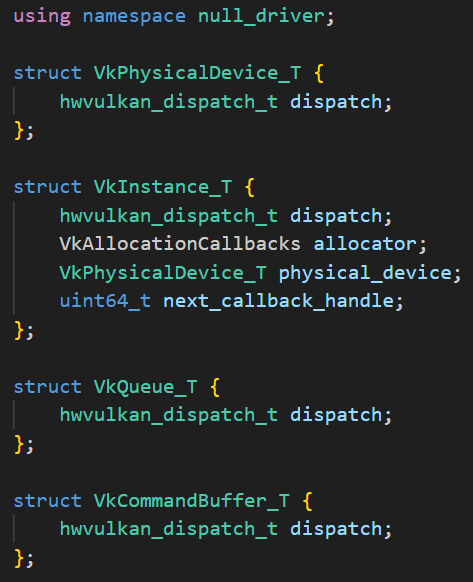 using namespace null_driver;
struct VkPhysicalDevice_T {
    hwvulkan_dispatch_t dispatch;
};
struct VkInstance_T {
    hwvulkan_dispatch_t dispatch;
    VkAllocationCallbacks allocator;
    VkPhysicalDevice_T physical_device;
    uint64_t next_callback_handle;
};
struct VkQueue_T {
    hwvulkan_dispatch_t dispatch;
};
struct VkCommandBuffer_T {
    hwvulkan_dispatch_t dispatch;
};